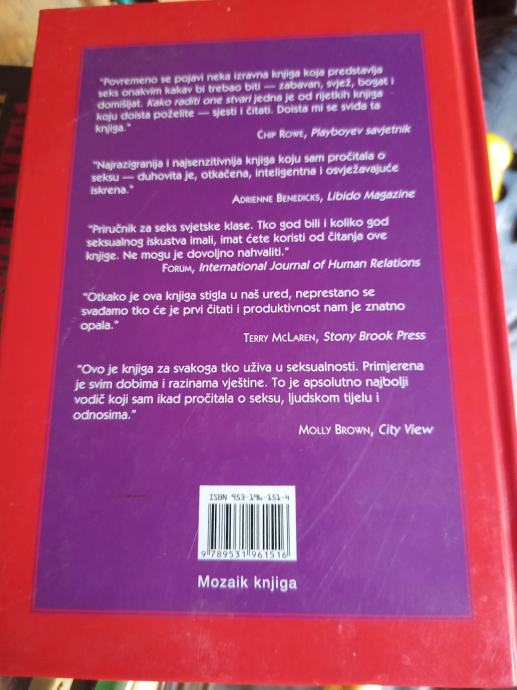 "Povremeno se pojavi neka izravna knjiga koja predstavlja
seks onakvim kakav bi trebao biti — zabavan, svjež, bogat i
domišljat. Kako raditi one stvari jedna je od rijetkih knjiga
koju doista poželite — sjesti i čitati. Doista mi se sviđa ta
knjiga."
CHIP ROWE, Playboyev savjetnik
"Najrazigranija i najsenzitivnija knjiga koju sam pročitala o
seksu — duhovita je, otkačena, inteligentna i osvježavajuće
iskrena."
ADRIENNE BENEDICKS, Libido Magazine
"Priručnik za seks svjetske klase. Tko god bili i koliko god
seksualnog iskustva imali, imat ćete koristi od čitanja ove
knjige. Ne mogu je dovoljno nahvaliti."
FORUM, International Journal of Human Relations
"Otkako je ova knjiga stigla u naš ured, neprestano se
svađamo tko će je prvi čitati i produktivnost nam je znatno
opala."
TERRY MCLAREN, Stony Brook Press
"Ovo je knjiga za svakoga tko uživa u seksualnosti. Primjerena
je svim dobima i razinama vještine. To je apsolutno najbolji
vodič koji sam ikad pročitala o seksu, ljudskom tijelu i
odnosima."
MOLLY BROWN, City View
ISBN 953-196-151-4
9 789531 961516
Mozaik knjiga